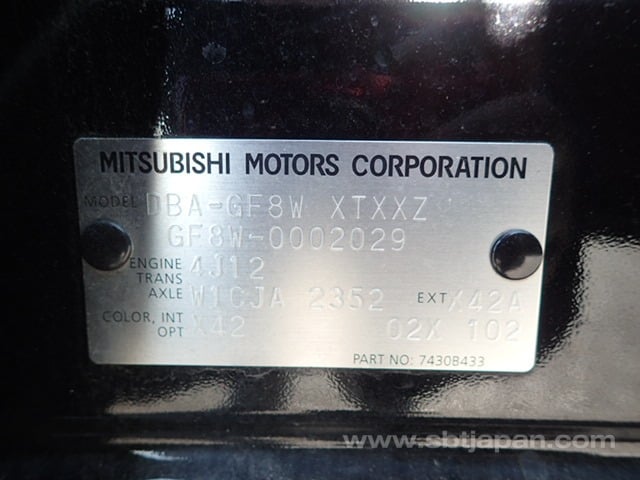 MITSUBISHI MOTORS CORPORATION
MODEL DBA-GF8W XTXXZ
GF8W-0002029
ENGINE 4J12
TRANS
AXLE W1CJA 2352 EXT X42A
COLOR, INT X42 02X 102
OPT
PART NO: 7430B433
www.sbtjapan.com